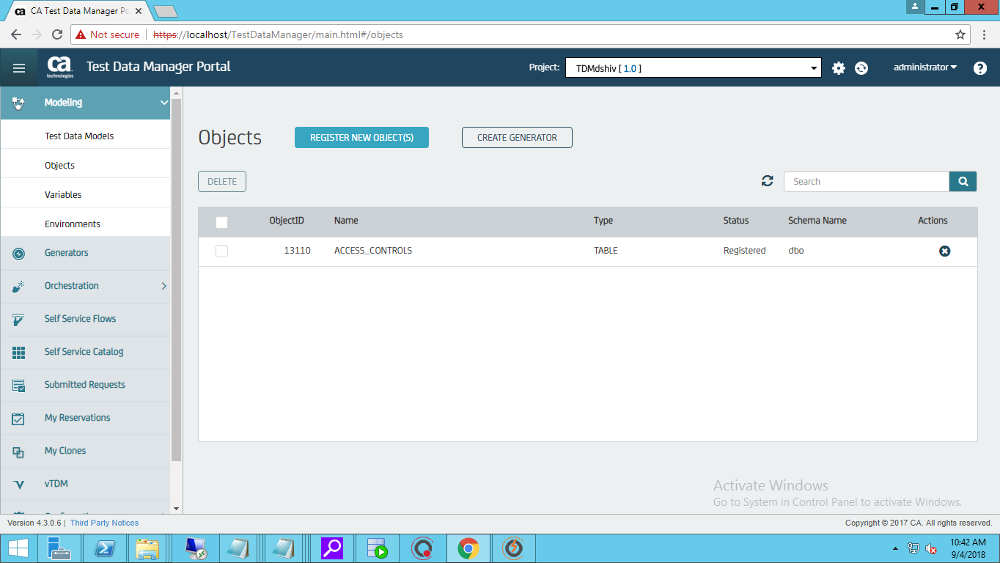 CA Test Data Manager Po
Not secure https://localhost/TestDataManager/main.html#/objects
ca technologies Test Data Manager Portal Project: TDMdshiv [ 1.0 ] administrator ?
Modeling
Test Data Models
Objects
Variables
Environments
Generators
Orchestration
Self Service Flows
Self Service Catalog
Submitted Requests
My Reservations
My Clones
vTDM
Objects REGISTER NEW OBJECT(S) CREATE GENERATOR
DELETE Search
ObjectID Name Type Status Schema Name Actions
13110 ACCESS_CONTROLS TABLE Registered dbo
Activate Windows
Go to System in Control Panel to activate Windows.
Version 4.3.0.6 | Third Party Notices Copyright © 2017 CA. All rights reserved.
10:42 AM
9/4/2018